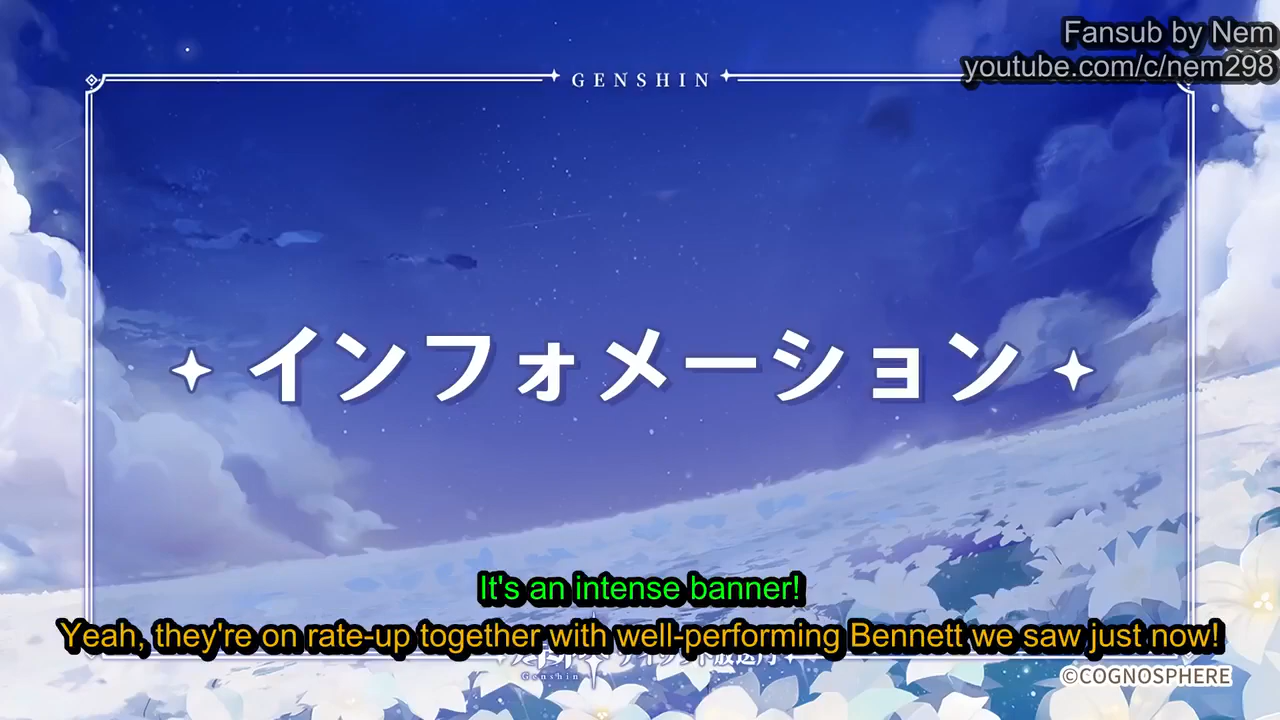 Fansub by Nem
youtube.com/c/nem298
GENSHIN
インフォメーション
It's an intense banner!
Yeah, they're on rate-up together with well-performing Bennett we saw just now!
Genshin
©COGNOSPHERE